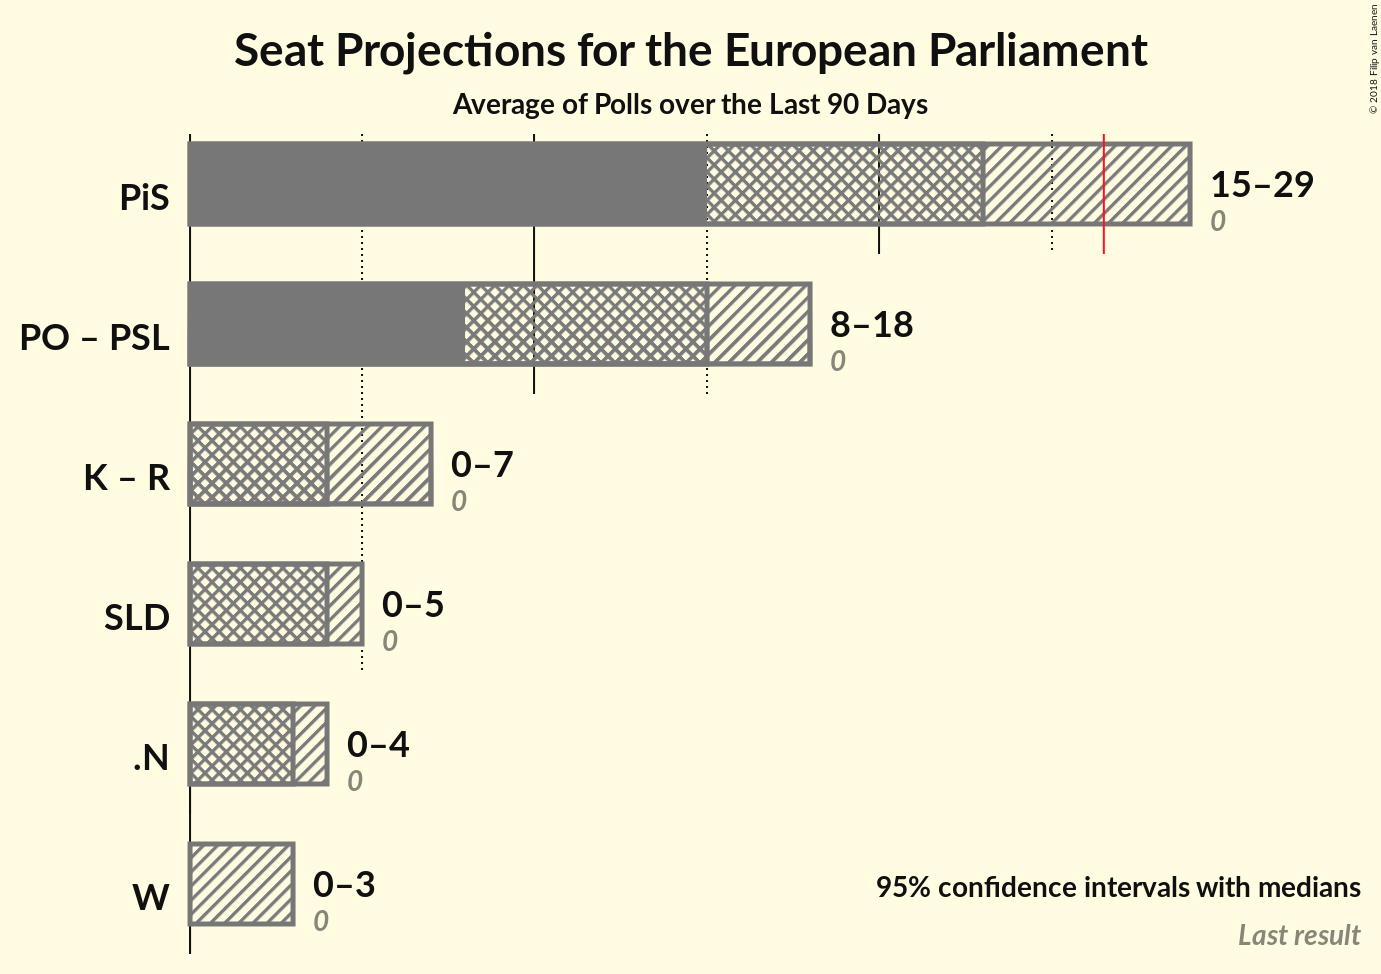 Seat Projections for the European Parliament
Average of Polls over the Last 90 Days
© 2018 Filip van Laenen
PiS
15–29
0
PO – PSL
8–18
0
K – R
0–7
0
SLD
0–5
0
.N
0–4
0
W
0–3
0
95% confidence intervals with medians
Last result